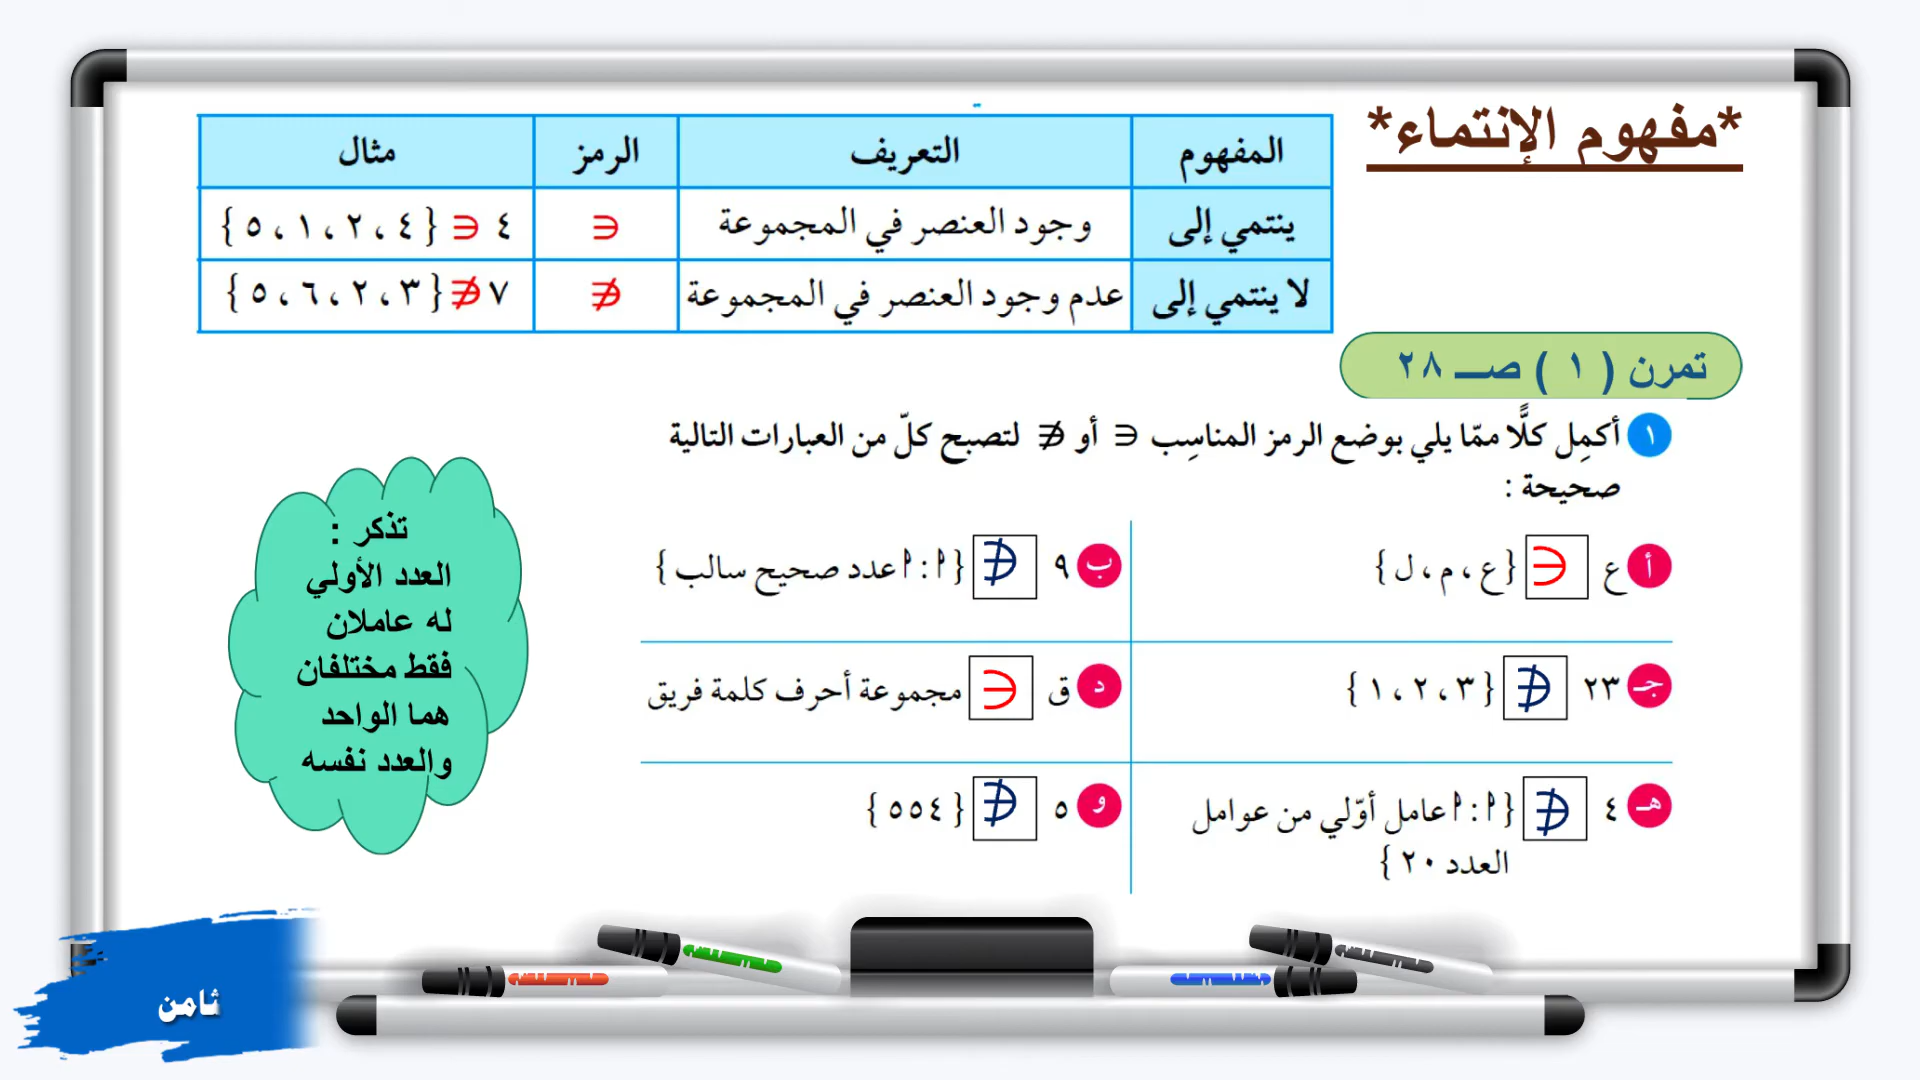 *مفهوم الإنتماء*
المفهوم التعريف الرمز مثال
ينتمي إلى وجود العنصر في المجموعة ∋ ٤ ∋ { ٤ ، ٢ ، ١ ، ٥ }
لا ينتمي إلى عدم وجود العنصر في المجموعة ∌ ٧ ∌ { ٣ ، ٢ ، ٦ ، ٥ }
تمرن ( ١ ) صـــ ٢٨
١ أكمِل كلًّا ممّا يلي بوضع الرمز المناسِب ∋ أو ∌ لتصبح كلّ من العبارات التالية
صحيحة :
أ ع ∋ { ع ، م ، ل }
ب ٩ ∌ { أ : أ عدد صحيح سالب }
جـ ٢٣ ∌ { ٣ ، ٢ ، ١ }
د ق ∋ مجموعة أحرف كلمة فريق
هـ ٤ ∌ { أ : أ عامل أوّلي من عوامل
العدد ٢٠ }
و ٥ ∌ { ٥٥٤ }
تذكر :
العدد الأولي
له عاملان
فقط مختلفان
هما الواحد
والعدد نفسه
ثامن